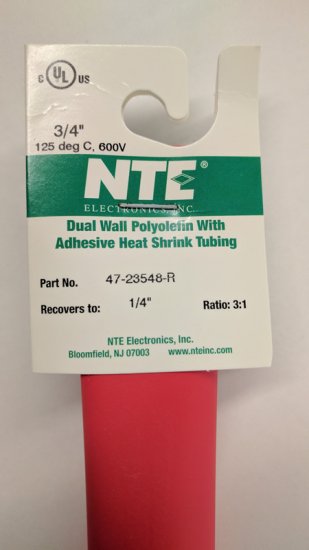 c UL US
3/4"
125 deg C, 600V
NTE®
ELECTRONICS, INC.
Dual Wall Polyolefin With
Adhesive Heat Shrink Tubing
Part No. 47-23548-R
Recovers to: 1/4" Ratio: 3:1
NTE Electronics, Inc.
Bloomfield, NJ 07003 www.nteinc.com